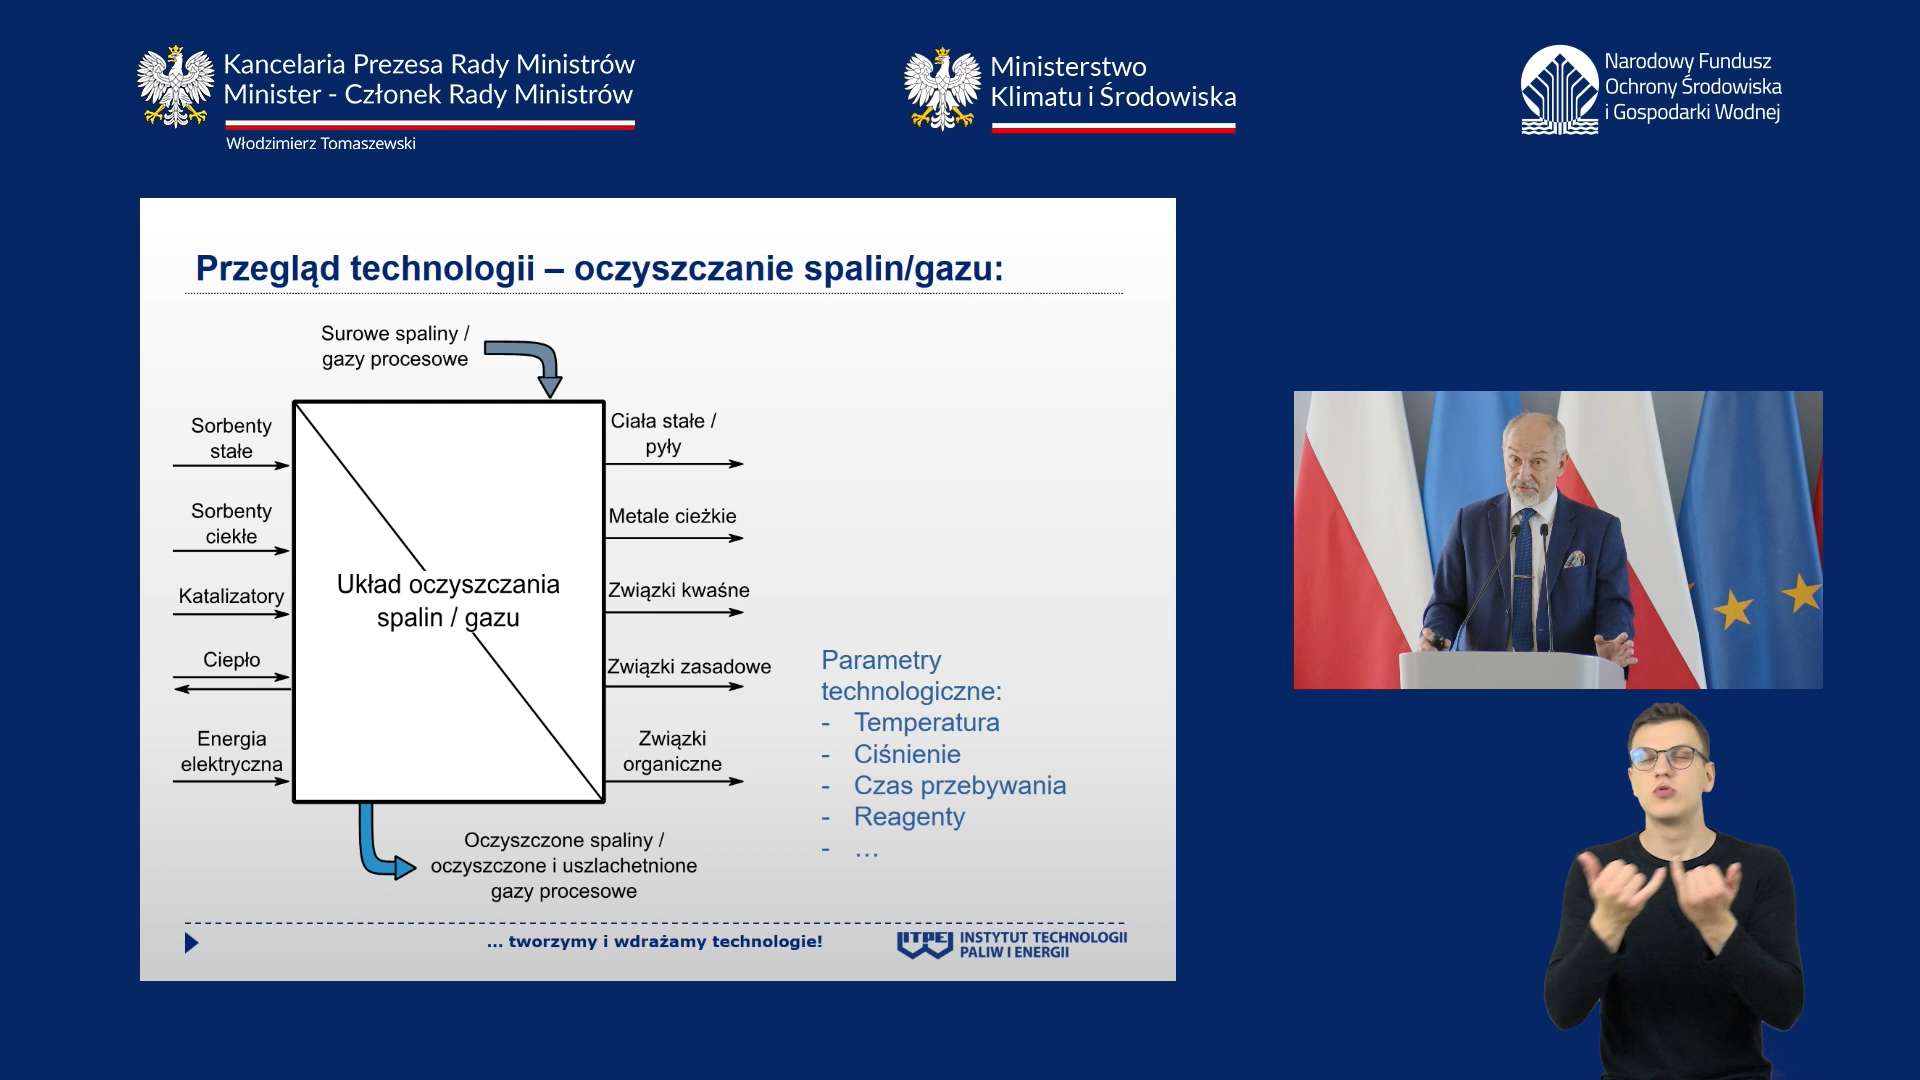 Kancelaria Prezesa Rady Ministrów
Minister - Członek Rady Ministrów
Włodzimierz Tomaszewski
Ministerstwo
Klimatu i Środowiska
Narodowy Fundusz
Ochrony Środowiska
i Gospodarki Wodnej
Przegląd technologii – oczyszczanie spalin/gazu:
Surowe spaliny /
gazy procesowe
Sorbenty
stałe
Sorbenty
ciekłe
Katalizatory
Ciepło
Energia
elektryczna
Układ oczyszczania
spalin / gazu
Ciała stałe /
pyły
Metale cieżkie
Związki kwaśne
Związki zasadowe
Związki
organiczne
Oczyszczone spaliny /
oczyszczone i uszlachetnione
gazy procesowe
Parametry
technologiczne:
- Temperatura
- Ciśnienie
- Czas przebywania
- Reagenty
- ...
... tworzymy i wdrażamy technologie!
ITPE
INSTYTUT TECHNOLOGII
PALIW I ENERGII